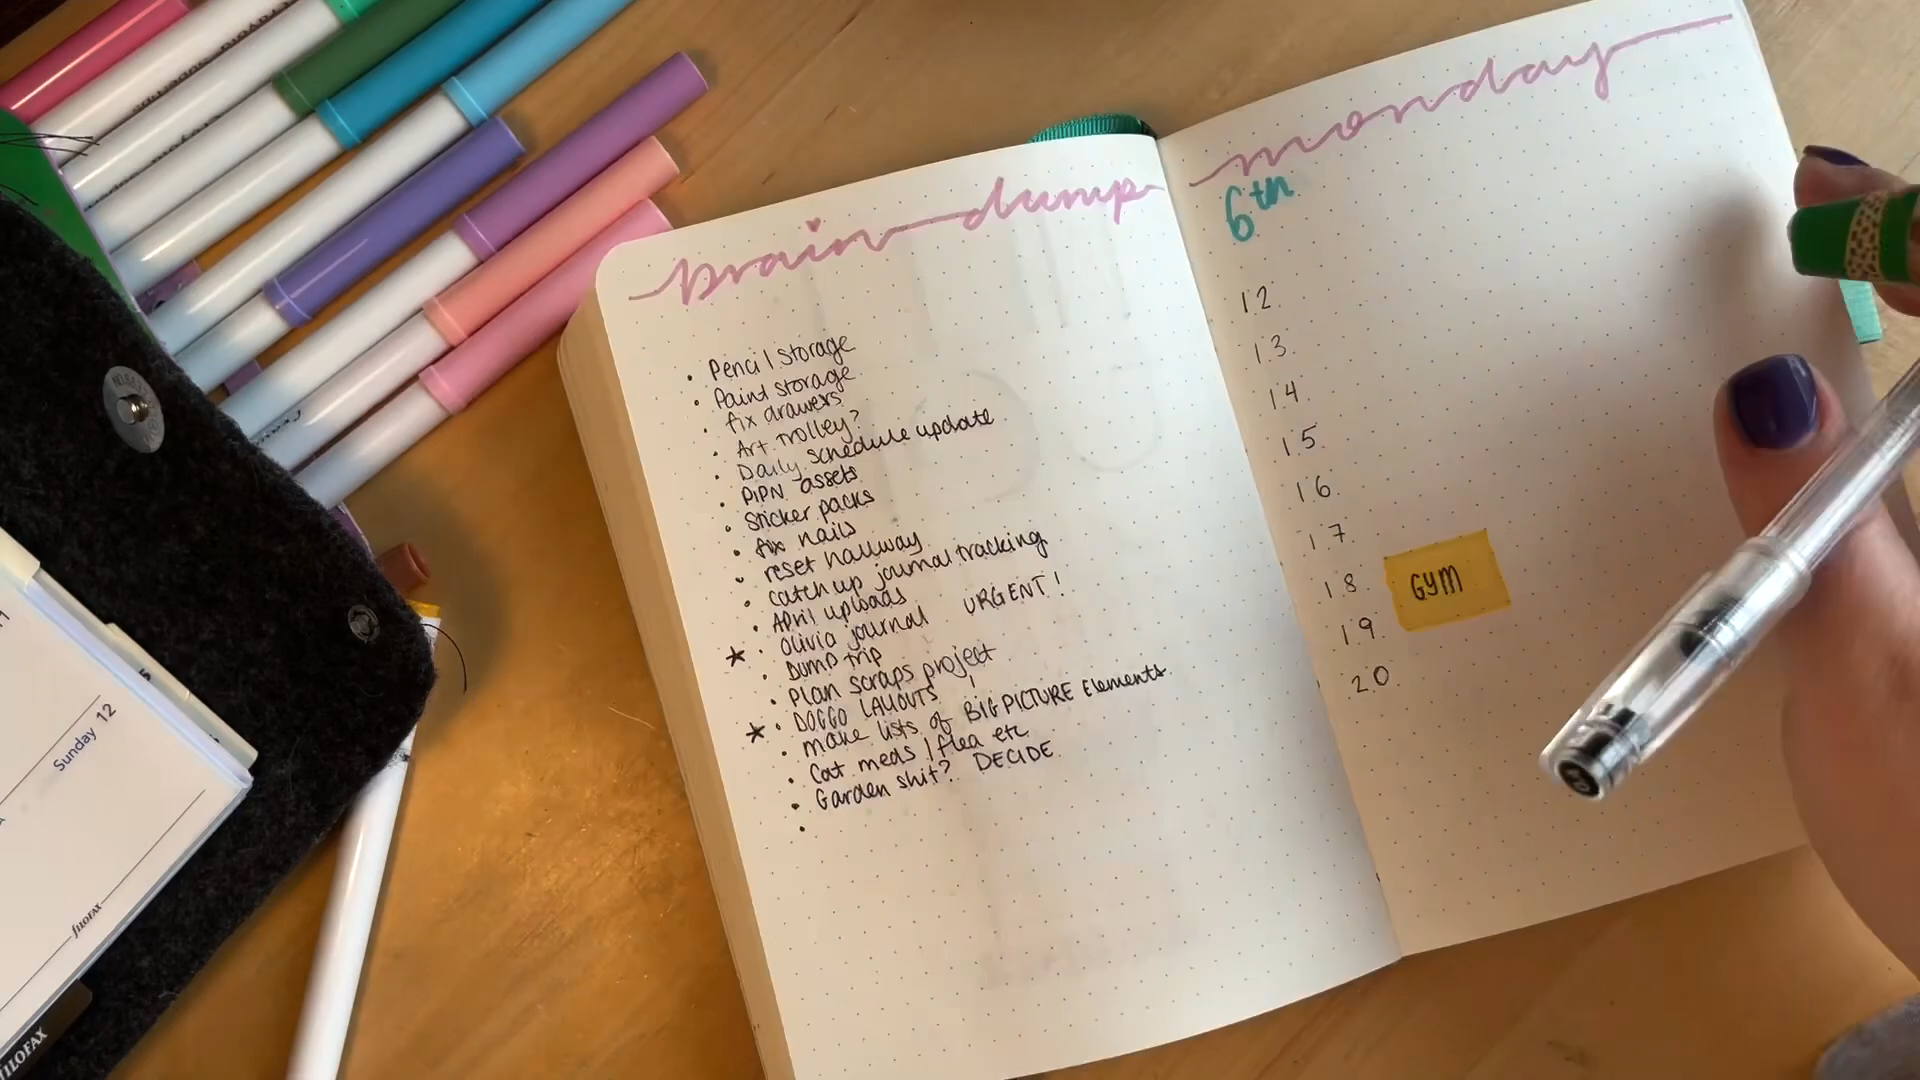 brain dump
• Pencil storage
• Paint storage
• fix drawers
• Art trolley?
• Daily schedule update
• PIPN assets
• sticker packs
• fix nails
• reset hallway
• catch up journal tracking
• April uploads
★ • Olivia journal URGENT!
• Dump trip
• Plan scraps project
★ • DOGGO LAYOUTS!
• make lists of BIG PICTURE Elements
• Cat meds / flea etc
• Garden shit? DECIDE
•
monday
6th
12
13
14
15
16
17
18 GYM
19
20
Sunday 12
filofax
FILOFAX